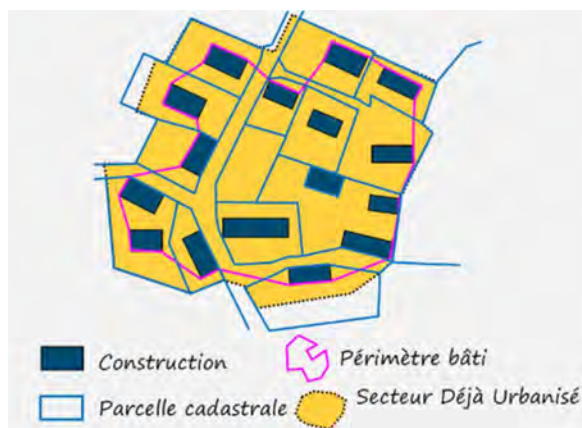 Construction
Périmètre bâti
Parcelle cadastrale
Secteur Déjà Urbanisé